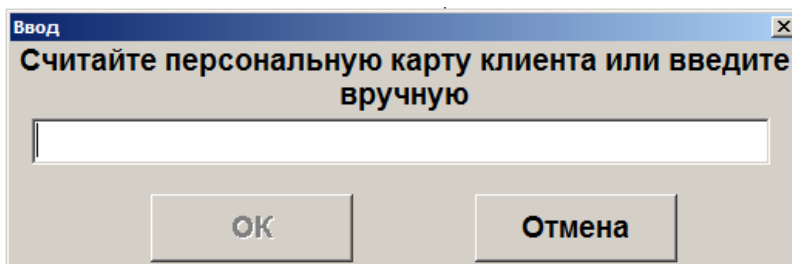 Ввод
Считайте персональную карту клиента или введите
вручную
ОК
Отмена